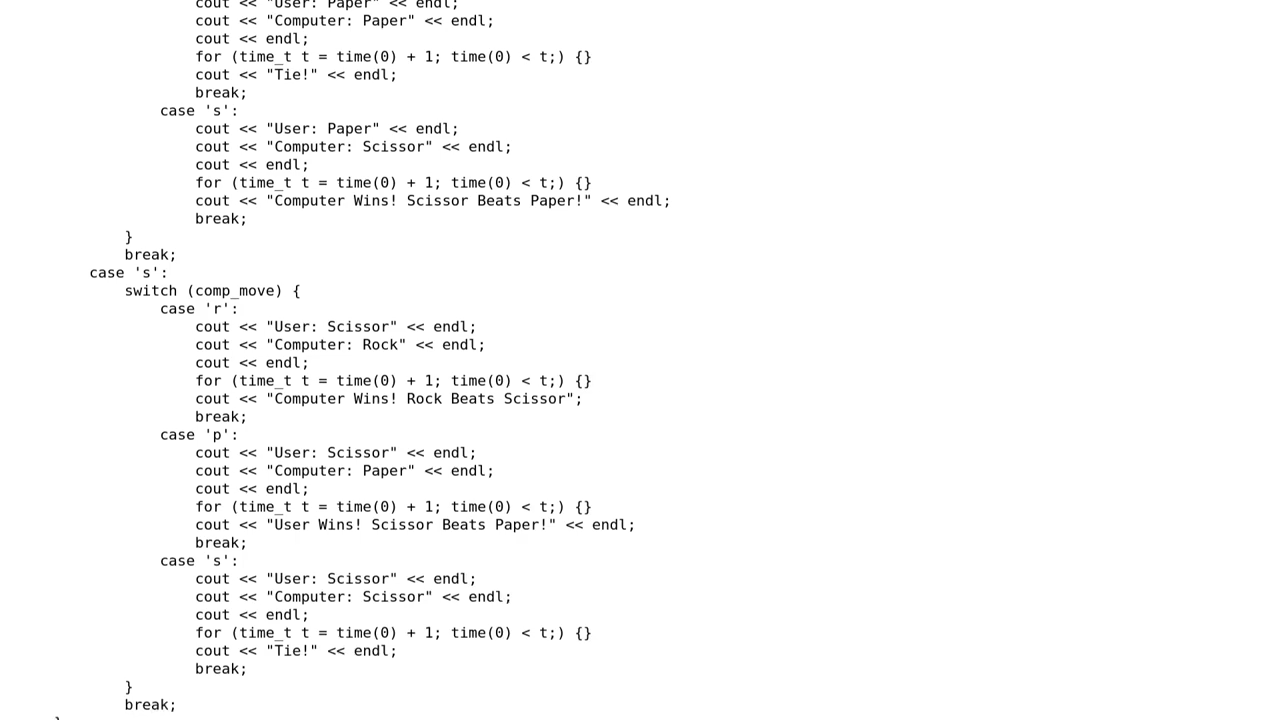 cout << "User: Paper" << endl;
cout << "Computer: Paper" << endl;
cout << endl;
for (time_t t = time(0) + 1; time(0) < t;) {}
cout << "Tie!" << endl;
break;
case 's':
cout << "User: Paper" << endl;
cout << "Computer: Scissor" << endl;
cout << endl;
for (time_t t = time(0) + 1; time(0) < t;) {}
cout << "Computer Wins! Scissor Beats Paper!" << endl;
break;
}
break;
case 's':
switch (comp_move) {
case 'r':
cout << "User: Scissor" << endl;
cout << "Computer: Rock" << endl;
cout << endl;
for (time_t t = time(0) + 1; time(0) < t;) {}
cout << "Computer Wins! Rock Beats Scissor";
break;
case 'p':
cout << "User: Scissor" << endl;
cout << "Computer: Paper" << endl;
cout << endl;
for (time_t t = time(0) + 1; time(0) < t;) {}
cout << "User Wins! Scissor Beats Paper!" << endl;
break;
case 's':
cout << "User: Scissor" << endl;
cout << "Computer: Scissor" << endl;
cout << endl;
for (time_t t = time(0) + 1; time(0) < t;) {}
cout << "Tie!" << endl;
break;
}
break;
}